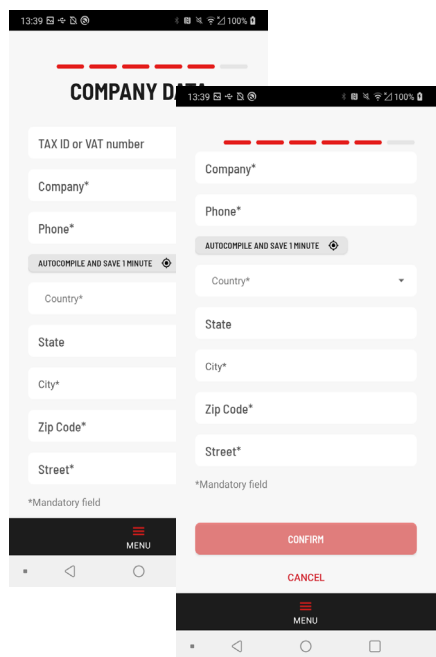 13:39
100%
COMPANY DA
TAX ID or VAT number
Company*
Phone*
AUTOCOMPILE AND SAVE 1 MINUTE
Country*
State
City*
Zip Code*
Street*
*Mandatory field
MENU
13:39
100%
Company*
Phone*
AUTOCOMPILE AND SAVE 1 MINUTE
Country*
State
City*
Zip Code*
Street*
*Mandatory field
CONFIRM
CANCEL
MENU